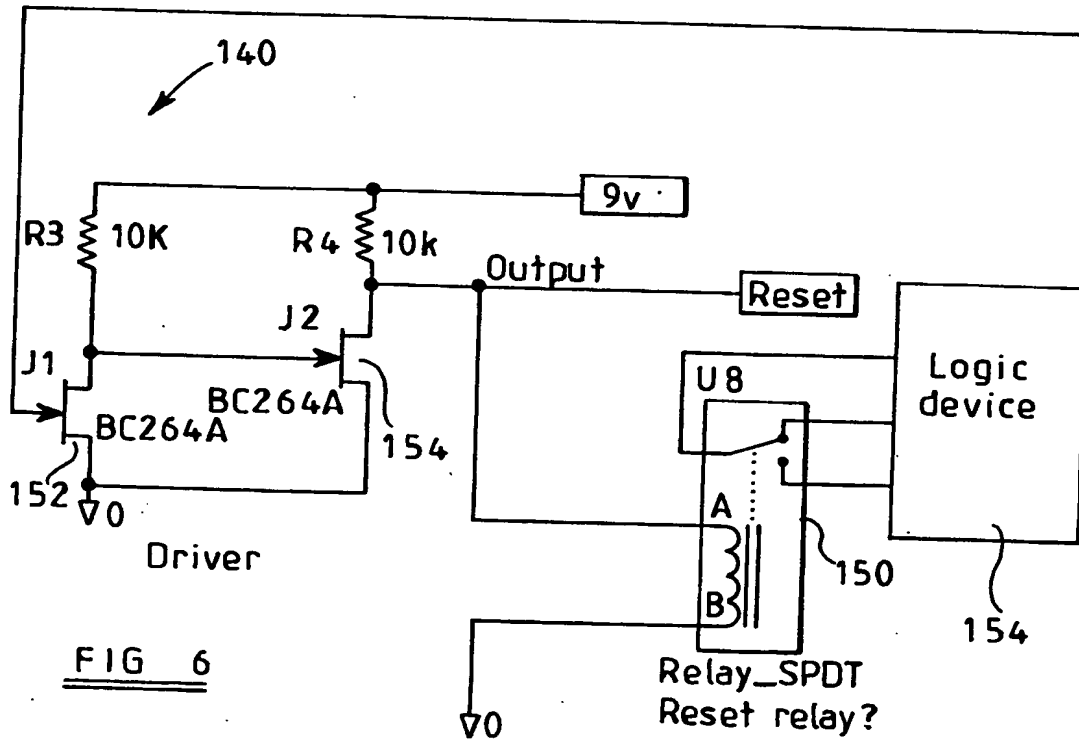 140
9v
R3
10K
R4
10k
Output
Reset
J2
J1
U8
Logic
device
BC264A
BC264A
154
152
0
A
150
Driver
B
154
FIG 6
Relay_SPDT
Reset relay?
0